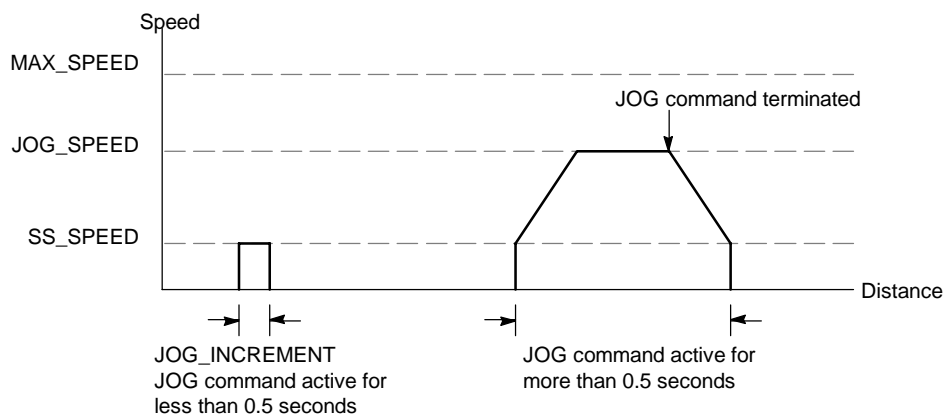 Speed
MAX_SPEED
JOG command terminated
JOG_SPEED
SS_SPEED
Distance
JOG_INCREMENT
JOG command active for
less than 0.5 seconds
JOG command active for
more than 0.5 seconds